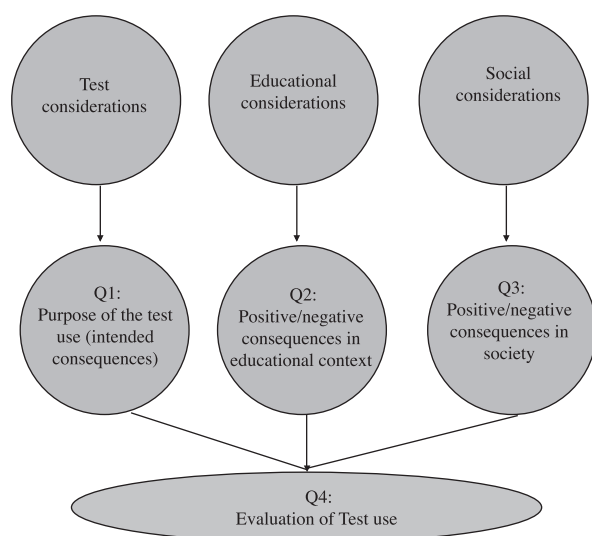 Test
considerations
Educational
considerations
Social
considerations
Q1:
Purpose of the test
use (intended
consequences)
Q2:
Positive/negative
consequences in
educational context
Q3:
Positive/negative
consequences in
society
Q4:
Evaluation of Test use